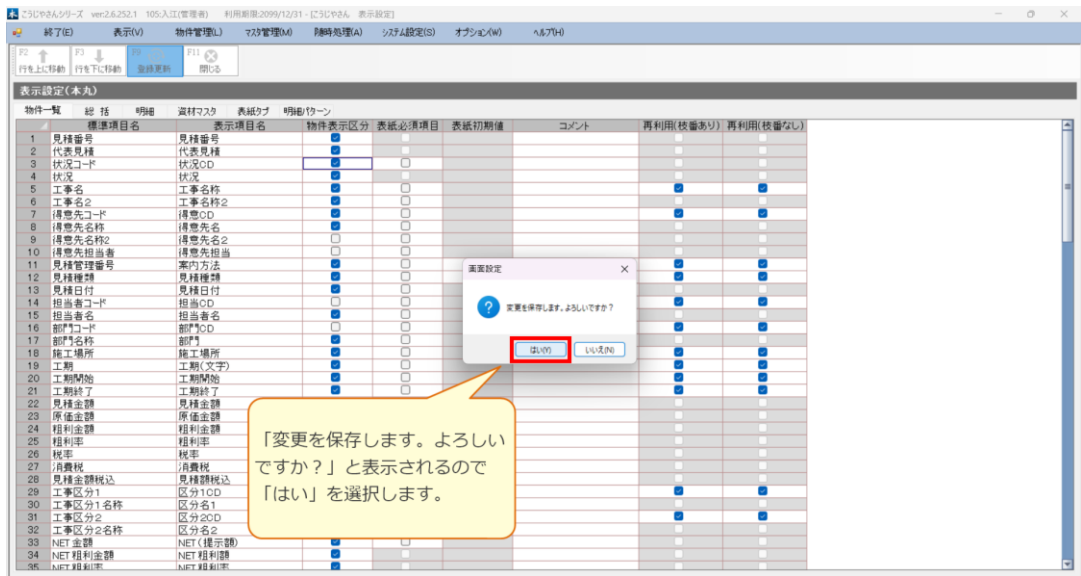 こうじやさんシリーズ ver.2.6.252.1 105:入江(管理者) 利用期限:2099/12/31 - [こうじやさん 表示設定]
終了(E) 表示(V) 物件管理(L) マスタ管理(M) 随時処理(A) システム設定(S) オプション(W) ヘルプ(H)
F2 F3 F9 F11
行を上に移動 行を下に移動 登録更新 閉じる
表示設定(本丸)
物件一覧 総 括 明細 資材マスタ 表紙タブ 明細パターン
標準項目名 表示項目名 物件表示区分 表紙必須項目 表紙初期値 コメント 再利用(枝番あり) 再利用(枝番なし)
1 見積番号 見積番号
2 代表見積 代表見積
3 状況コード 状況CD
4 状況 状況
5 工事名 工事名称
6 工事名2 工事名称2
7 得意先コード 得意CD
8 得意先名称 得意先名
9 得意先名称2 得意先名2
10 得意先担当者 得意先担当
11 見積管理番号 案内方法
12 見積種類 見積種類
13 見積日付 見積日付
14 担当者コード 担当CD
15 担当者名 担当者名
16 部門コード 部門CD
17 部門名称 部門
18 施工場所 施工場所
19 工期 工期(文字)
20 工期開始 工期開始
21 工期終了 工期終了
22 見積金額 見積金額
23 原価金額 原価金額
24 粗利金額 粗利金額
25 粗利率 粗利率
26 税率 税率
27 消費税 消費税
28 見積金額税込 見積額税込
29 工事区分1 区分1CD
30 工事区分1名称 区分名1
31 工事区分2 区分2CD
32 工事区分2名称 区分名2
33 NET金額 NET(提示額)
34 NET粗利金額 NET粗利額
35 NET粗利率 NET粗利率
画面設定
変更を保存します。よろしいですか?
はい(Y) いいえ(N)
「変更を保存します。よろしい
ですか?」と表示されるので
「はい」を選択します。